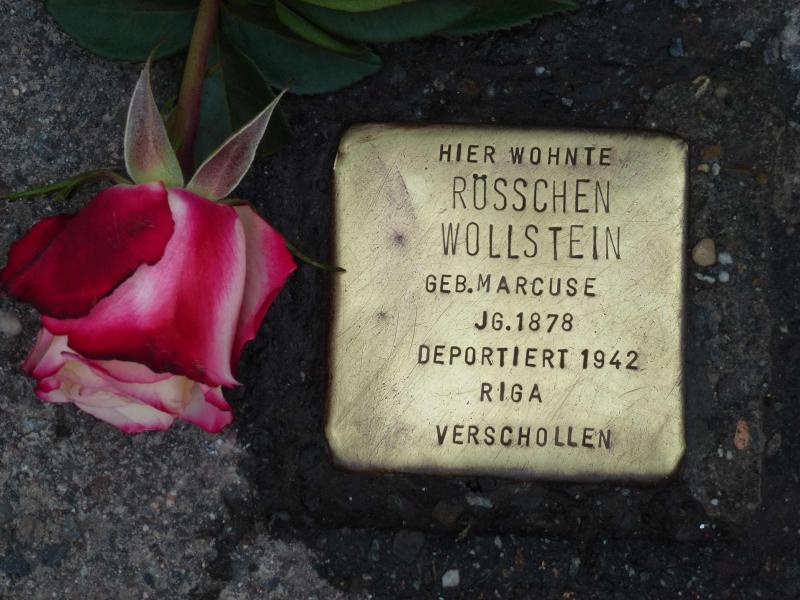 HIER WOHNTE
RÖSSCHEN
WOLLSTEIN
GEB.MARCUSE
JG.1878
DEPORTIERT 1942
RIGA
VERSCHOLLEN